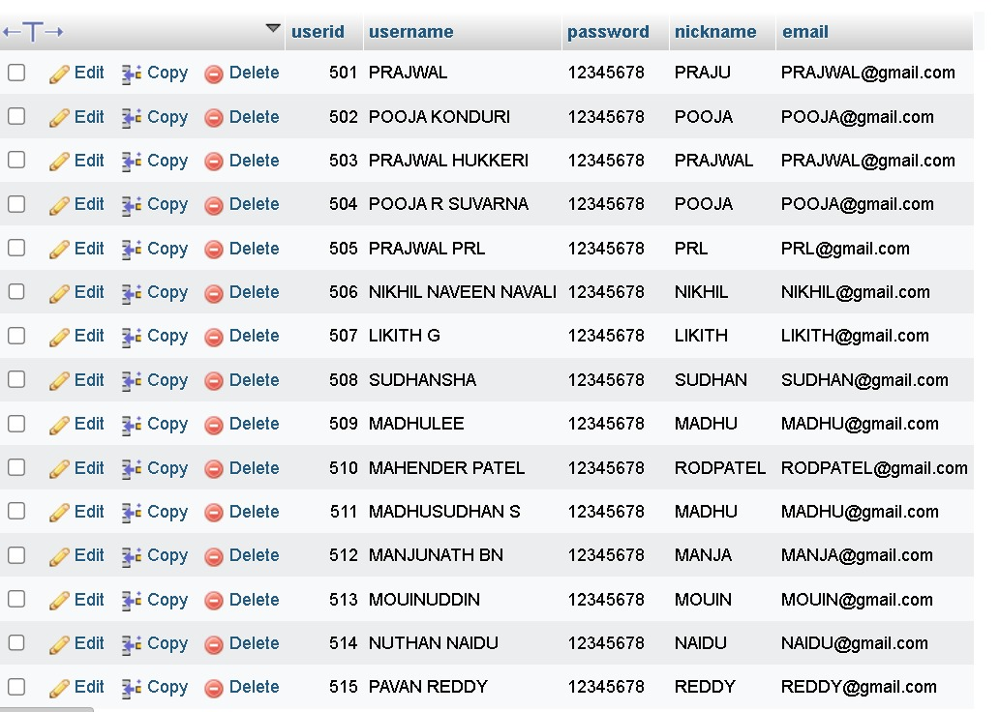 userid username password nickname email
Edit Copy Delete 501 PRAJWAL 12345678 PRAJU PRAJWAL@gmail.com
Edit Copy Delete 502 POOJA KONDURI 12345678 POOJA POOJA@gmail.com
Edit Copy Delete 503 PRAJWAL HUKKERI 12345678 PRAJWAL PRAJWAL@gmail.com
Edit Copy Delete 504 POOJA R SUVARNA 12345678 POOJA POOJA@gmail.com
Edit Copy Delete 505 PRAJWAL PRL 12345678 PRL PRL@gmail.com
Edit Copy Delete 506 NIKHIL NAVEEN NAVALI 12345678 NIKHIL NIKHIL@gmail.com
Edit Copy Delete 507 LIKITH G 12345678 LIKITH LIKITH@gmail.com
Edit Copy Delete 508 SUDHANSHA 12345678 SUDHAN SUDHAN@gmail.com
Edit Copy Delete 509 MADHULEE 12345678 MADHU MADHU@gmail.com
Edit Copy Delete 510 MAHENDER PATEL 12345678 RODPATEL RODPATEL@gmail.com
Edit Copy Delete 511 MADHUSUDHAN S 12345678 MADHU MADHU@gmail.com
Edit Copy Delete 512 MANJUNATH BN 12345678 MANJA MANJA@gmail.com
Edit Copy Delete 513 MOUINUDDIN 12345678 MOUIN MOUIN@gmail.com
Edit Copy Delete 514 NUTHAN NAIDU 12345678 NAIDU NAIDU@gmail.com
Edit Copy Delete 515 PAVAN REDDY 12345678 REDDY REDDY@gmail.com